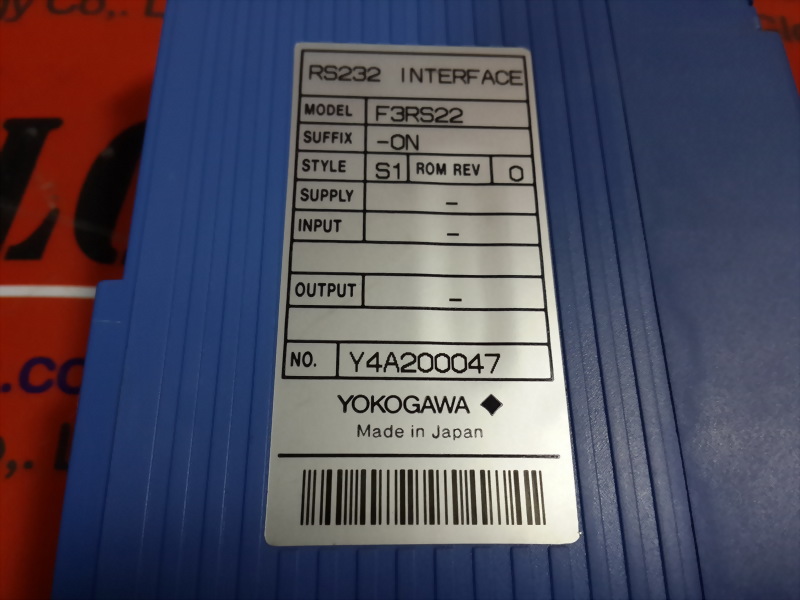 RS232 INTERFACE
MODEL F3RS22
SUFFIX -ON
STYLE S1 ROM REV 0
SUPPLY -
INPUT -
OUTPUT -
NO. Y4A200047
YOKOGAWA ◆
Made in Japan